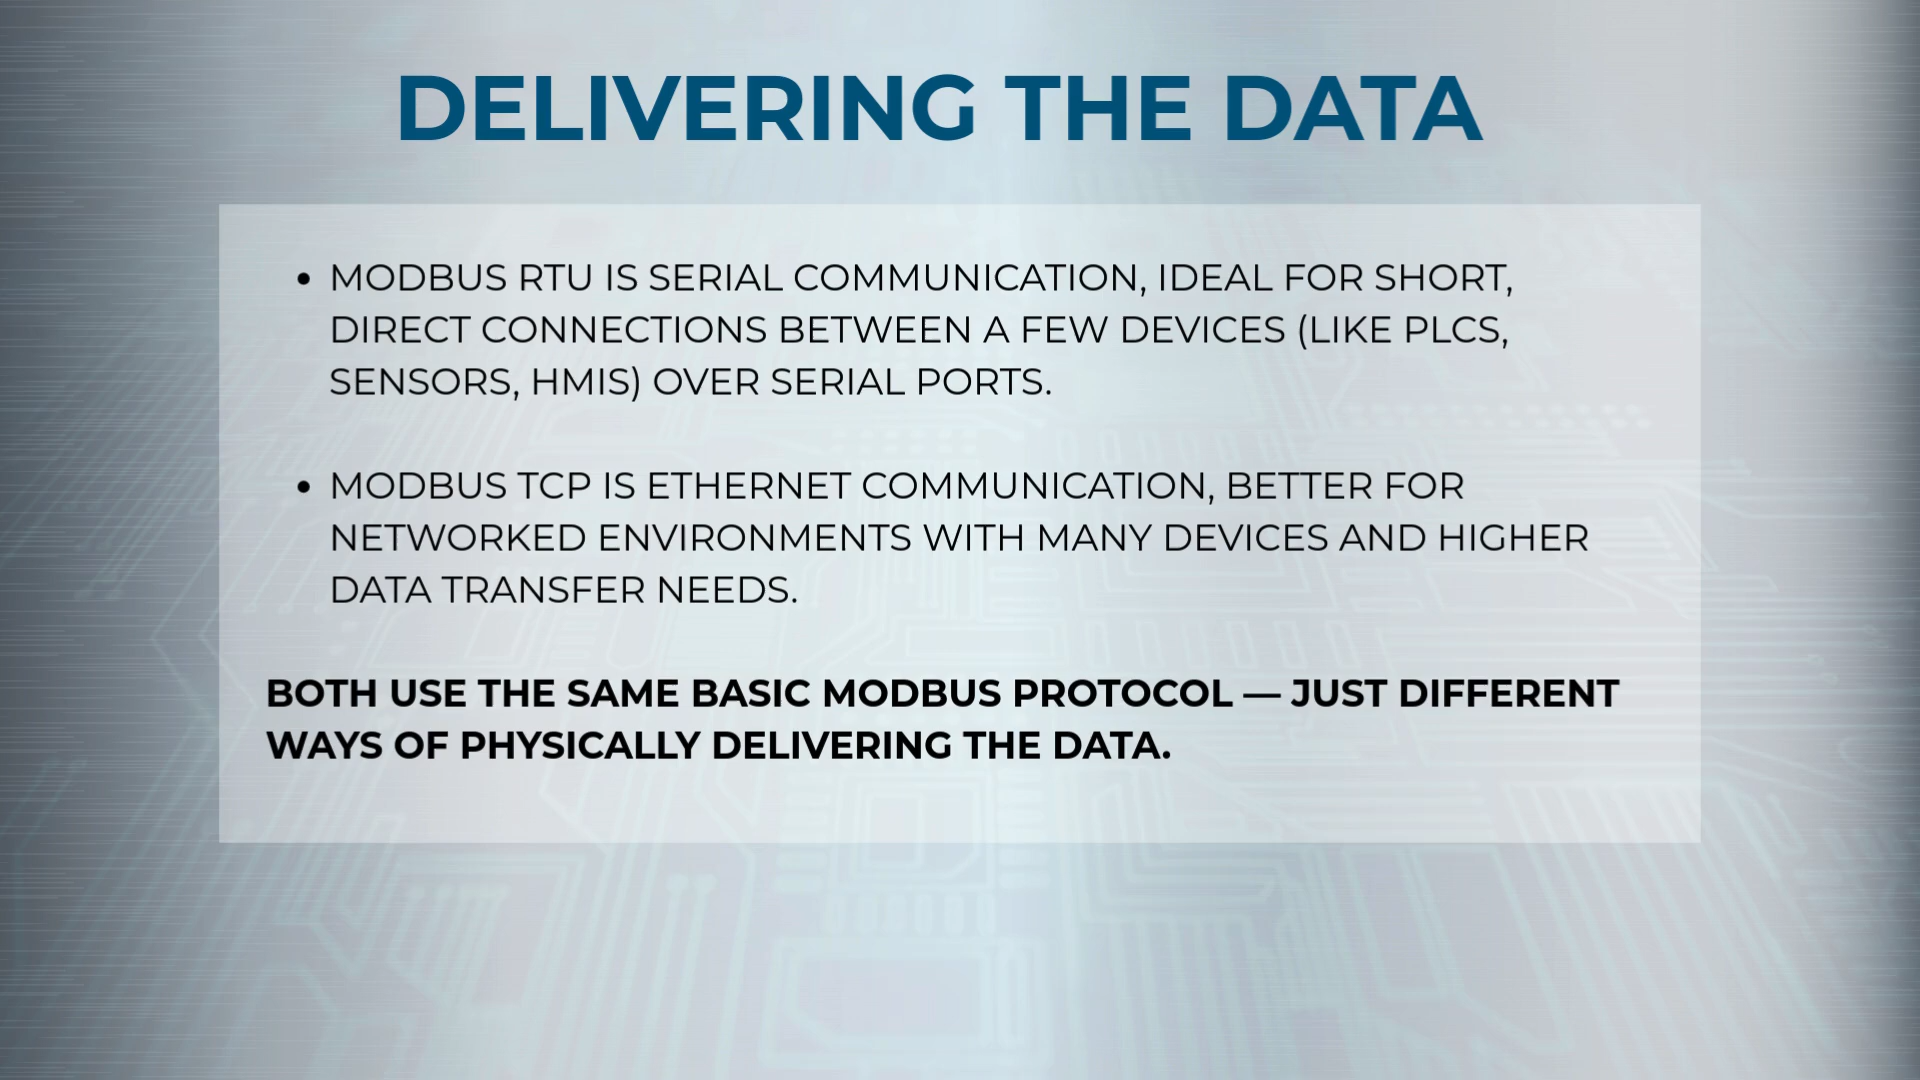 DELIVERING THE DATA
• MODBUS RTU IS SERIAL COMMUNICATION, IDEAL FOR SHORT,
DIRECT CONNECTIONS BETWEEN A FEW DEVICES (LIKE PLCS,
SENSORS, HMIS) OVER SERIAL PORTS.
• MODBUS TCP IS ETHERNET COMMUNICATION, BETTER FOR
NETWORKED ENVIRONMENTS WITH MANY DEVICES AND HIGHER
DATA TRANSFER NEEDS.
BOTH USE THE SAME BASIC MODBUS PROTOCOL — JUST DIFFERENT
WAYS OF PHYSICALLY DELIVERING THE DATA.